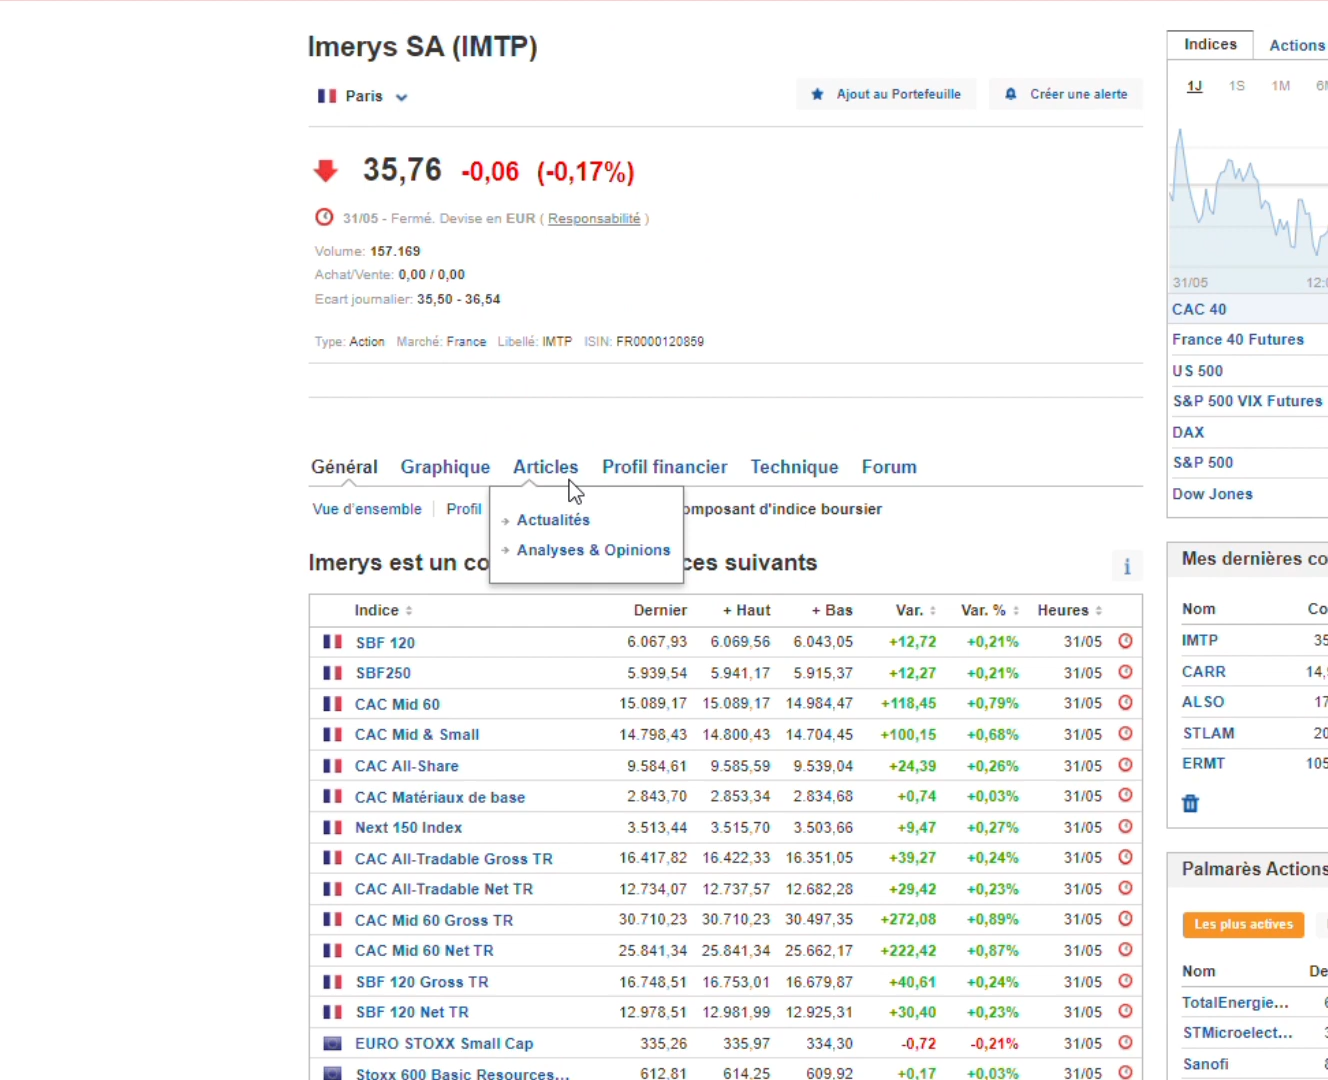 Imerys SA (IMTP)
Paris
Ajout au Portefeuille
Créer une alerte
35,76 -0,06 (-0,17%)
31/05 - Fermé. Devise en EUR ( Responsabilité )
Volume: 157.169
Achat/Vente: 0,00 / 0,00
Ecart journalier: 35,50 - 36,54
Type: Action Marché: France Libellé: IMTP ISIN: FR0000120859
Général Graphique Articles Profil financier Technique Forum
Vue d'ensemble Profil omposant d'indice boursier
Actualités
Analyses & Opinions
Imerys est un co ces suivants
Indice Dernier + Haut + Bas Var. Var. % Heures
SBF 120 6.067,93 6.069,56 6.043,05 +12,72 +0,21% 31/05
SBF250 5.939,54 5.941,17 5.915,37 +12,27 +0,21% 31/05
CAC Mid 60 15.089,17 15.089,17 14.984,47 +118,45 +0,79% 31/05
CAC Mid & Small 14.798,43 14.800,43 14.704,45 +100,15 +0,68% 31/05
CAC All-Share 9.584,61 9.585,59 9.539,04 +24,39 +0,26% 31/05
CAC Matériaux de base 2.843,70 2.853,34 2.834,68 +0,74 +0,03% 31/05
Next 150 Index 3.513,44 3.515,70 3.503,66 +9,47 +0,27% 31/05
CAC All-Tradable Gross TR 16.417,82 16.422,33 16.351,05 +39,27 +0,24% 31/05
CAC All-Tradable Net TR 12.734,07 12.737,57 12.682,28 +29,42 +0,23% 31/05
CAC Mid 60 Gross TR 30.710,23 30.710,23 30.497,35 +272,08 +0,89% 31/05
CAC Mid 60 Net TR 25.841,34 25.841,34 25.662,17 +222,42 +0,87% 31/05
SBF 120 Gross TR 16.748,51 16.753,01 16.679,87 +40,61 +0,24% 31/05
SBF 120 Net TR 12.978,51 12.981,99 12.925,31 +30,40 +0,23% 31/05
EURO STOXX Small Cap 335,26 335,97 334,30 -0,72 -0,21% 31/05
Stoxx 600 Basic Resources... 612,81 614,25 609,92 +0,17 +0,03% 31/05
Indices Actions
1J 1S 1M
31/05
CAC 40
France 40 Futures
US 500
S&P 500 VIX Futures
DAX
S&P 500
Dow Jones
Mes dernières co
Nom Co
IMTP 35
CARR 14,
ALSO 17
STLAM 20
ERMT 105
Palmarès Actions
Les plus actives
Nom De
TotalEnergie...
STMicroelect...
Sanofi